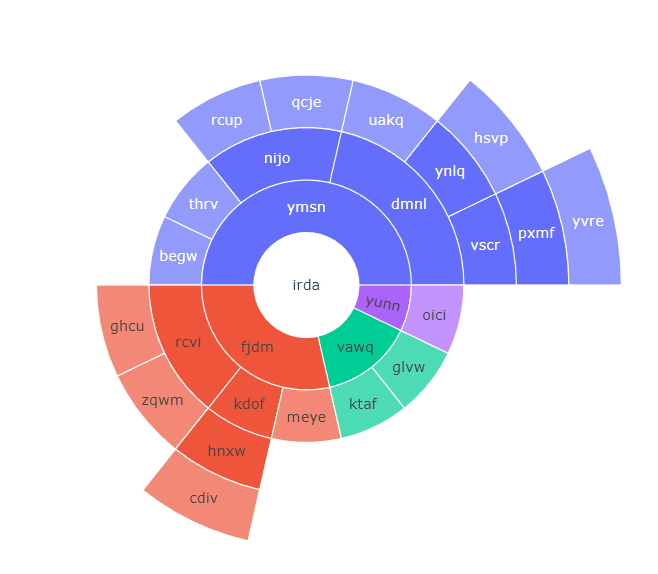 qcje
rcup
uakq
hsvp
nijo
ynlq
thrv
dmnl
ymsn
yvre
pxmf
vscr
begw
irda
yunn
oici
ghcu
rcvi
fjdm
vawq
glvw
zqwm
kdof
ktaf
meye
hnxw
cdiv